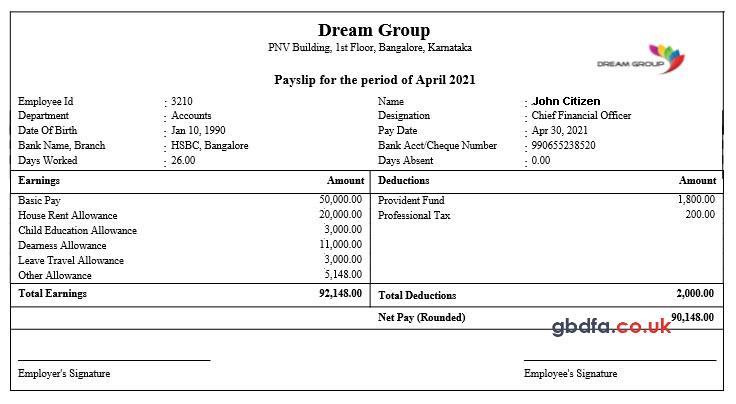 Dream Group
PNV Building, 1st Floor, Bangalore, Karnataka
DREAM GROUP
Payslip for the period of April 2021
Employee Id : 3210 Name : John Citizen
Department : Accounts Designation : Chief Financial Officer
Date Of Birth : Jan 10, 1990 Pay Date : Apr 30, 2021
Bank Name, Branch : HSBC, Bangalore Bank Acct/Cheque Number : 990655238520
Days Worked : 26.00 Days Absent : 0.00
Earnings Amount Deductions Amount
Basic Pay 50,000.00 Provident Fund 1,800.00
House Rent Allowance 20,000.00 Professional Tax 200.00
Child Education Allowance 3,000.00
Dearness Allowance 11,000.00
Leave Travel Allowance 3,000.00
Other Allowance 5,148.00
Total Earnings 92,148.00 Total Deductions 2,000.00
Net Pay (Rounded) 90,148.00
gbdfa.co.uk
Employer's Signature Employee's Signature